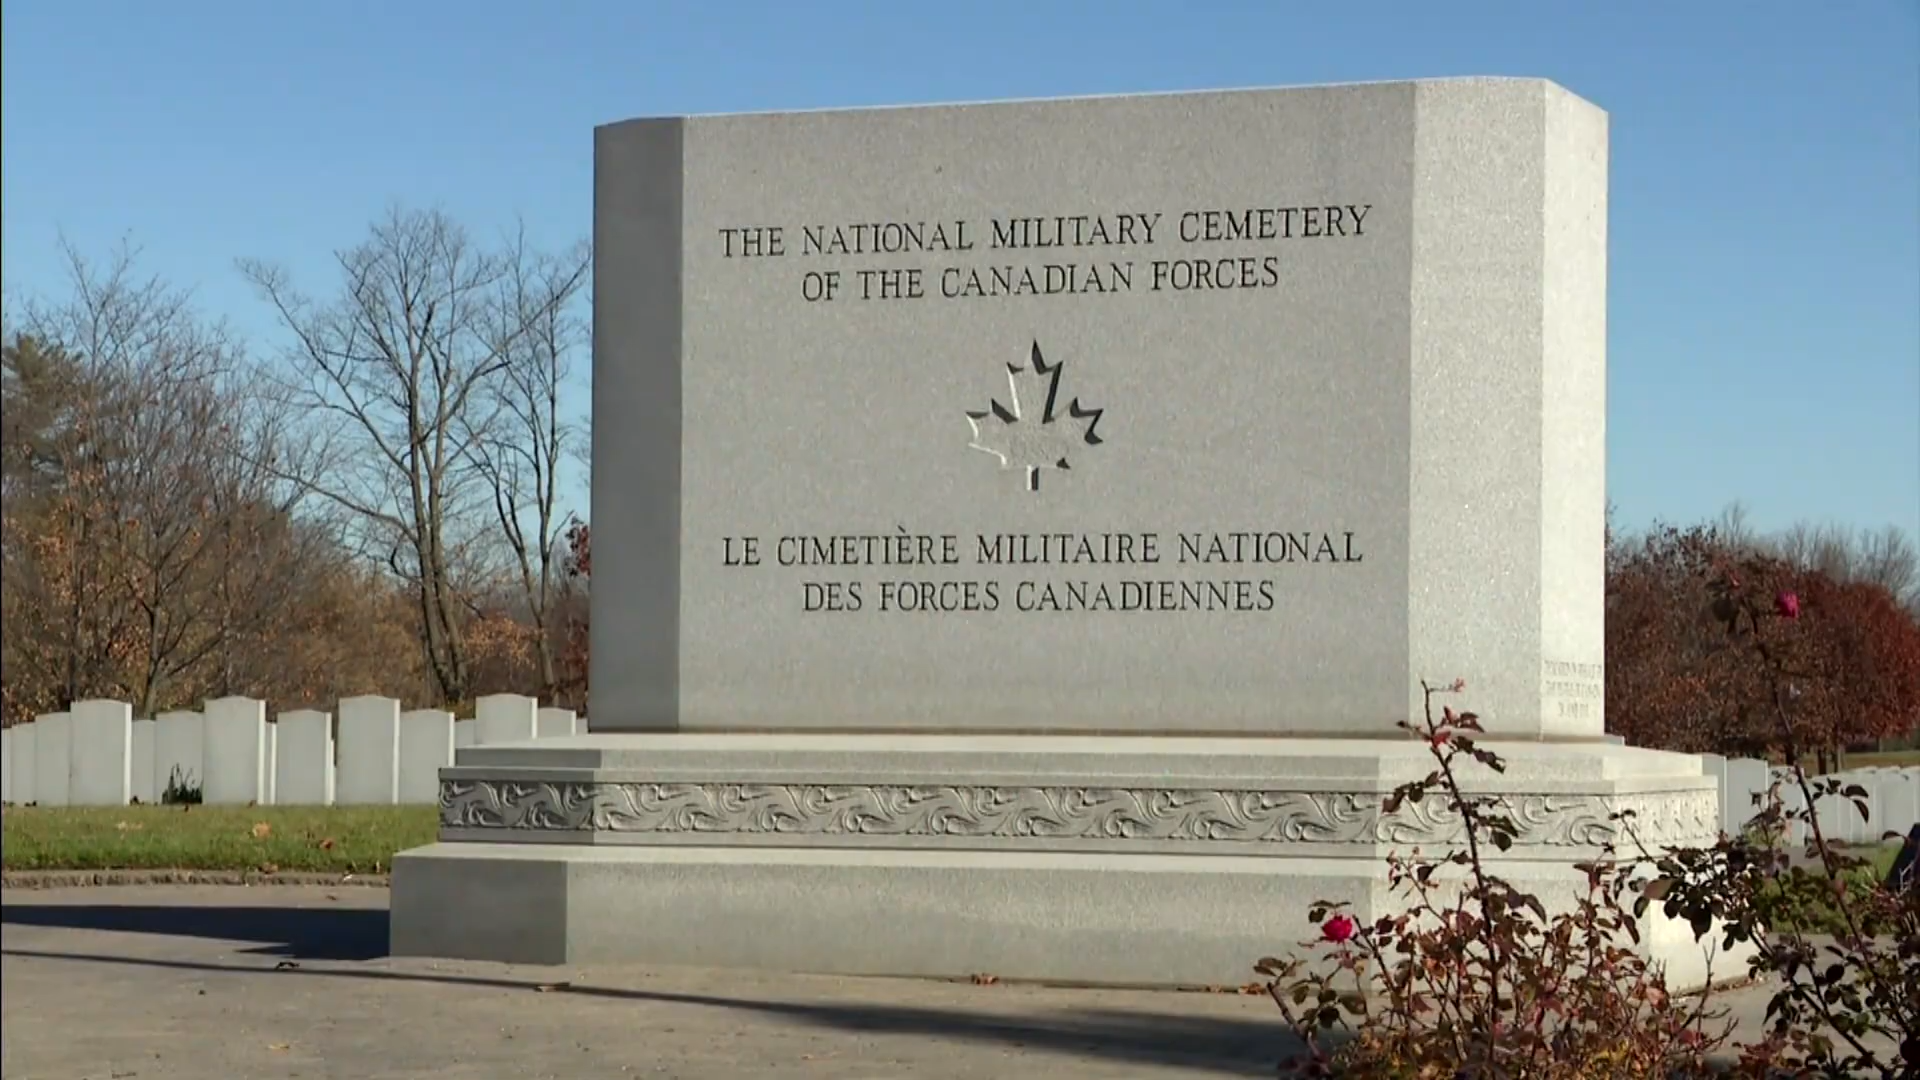 THE NATIONAL MILITARY CEMETERY
OF THE CANADIAN FORCES
LE CIMETIÈRE MILITAIRE NATIONAL
DES FORCES CANADIENNES